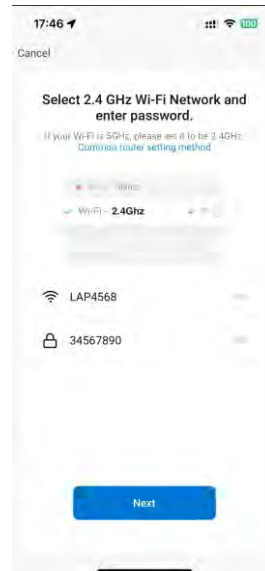 17:46
100
Cancel
Select 2.4 GHz Wi-Fi Network and
enter password.
If your Wi-Fi is 5GHz, please set it to be 2.4GHz.
Common router setting method
Wi-Fi - 2.4Ghz
LAP4568
34567890
Next